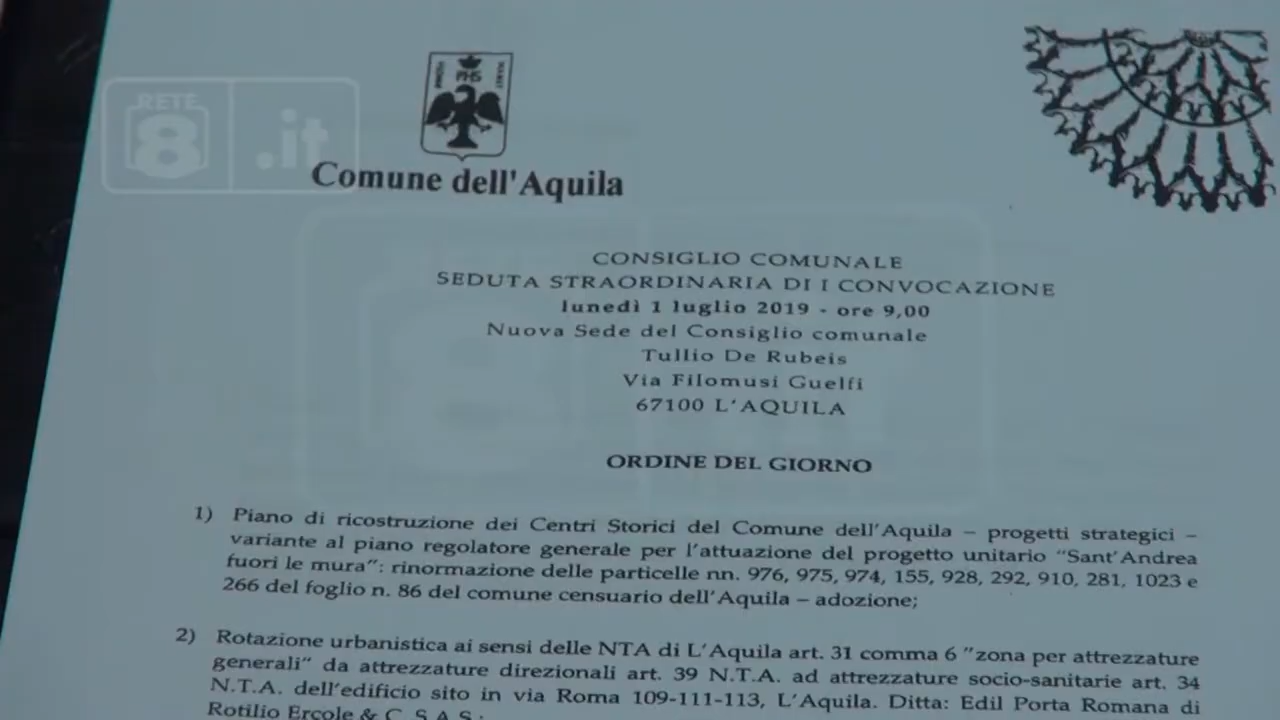 RETE
8
.it
PHS
Comune dell'Aquila
CONSIGLIO COMUNALE
SEDUTA STRAORDINARIA DI I CONVOCAZIONE
lunedì 1 luglio 2019 - ore 9,00
Nuova Sede del Consiglio comunale
Tullio De Rubeis
Via Filomusi Guelfi
67100 L'AQUILA
ORDINE DEL GIORNO
1) Piano di ricostruzione dei Centri Storici del Comune dell'Aquila – progetti strategici –
variante al piano regolatore generale per l'attuazione del progetto unitario "Sant'Andrea
fuori le mura": rinormazione delle particelle nn. 976, 975, 974, 155, 928, 292, 910, 281, 1023 e
266 del foglio n. 86 del comune censuario dell'Aquila – adozione;
2) Rotazione urbanistica ai sensi delle NTA di L'Aquila art. 31 comma 6 "zona per attrezzature
generali" da attrezzature direzionali art. 39 N.T.A. ad attrezzature socio-sanitarie art. 34
N.T.A. dell'edificio sito in via Roma 109-111-113, L'Aquila. Ditta: Edil Porta Romana di
Rotilio Ercole & C. S.A.S.;